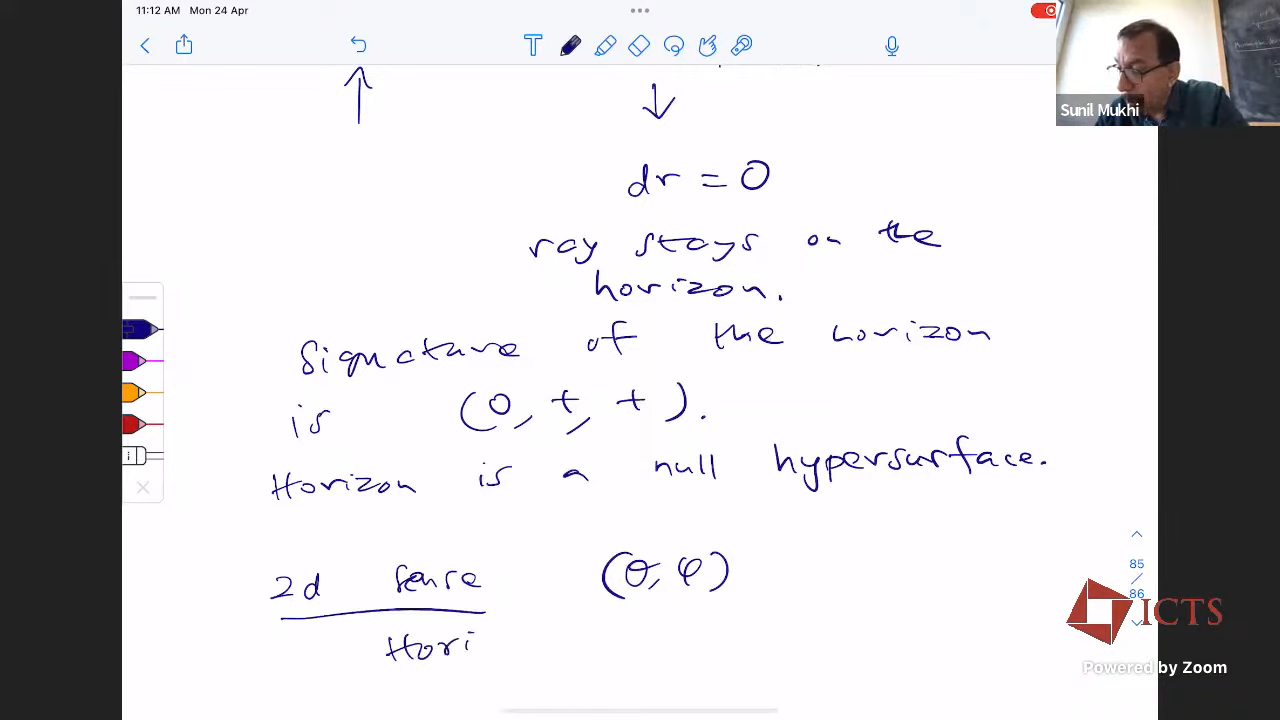 11:12 AM Mon 24 Apr
T
Sunil Mukhi
dr = 0
ray stays on the
horizon.
Signature of the horizon
is (0, +, +).
Horizon is a null hypersurface.
2d sense (θ, φ)
Hori
85
/
86
ICTS
Powered by Zoom